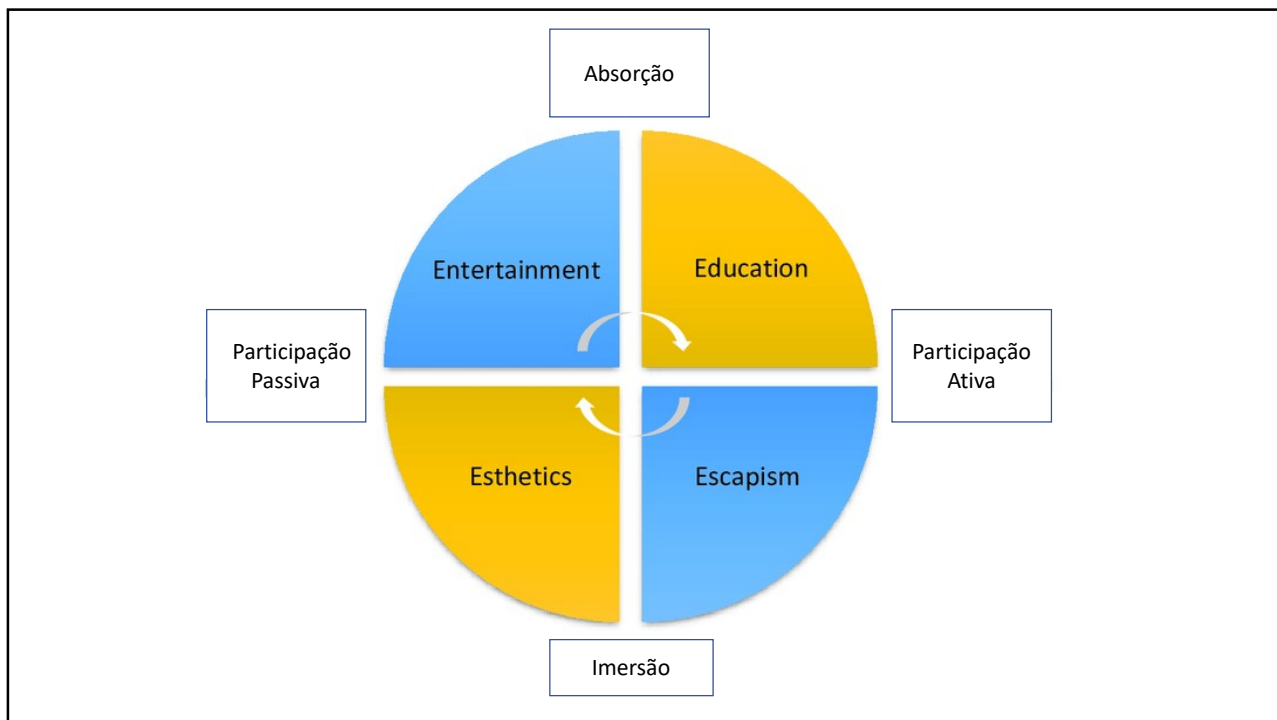 Absorção
Entertainment
Education
Participação
Passiva
Participação
Ativa
Esthetics
Escapism
Imersão